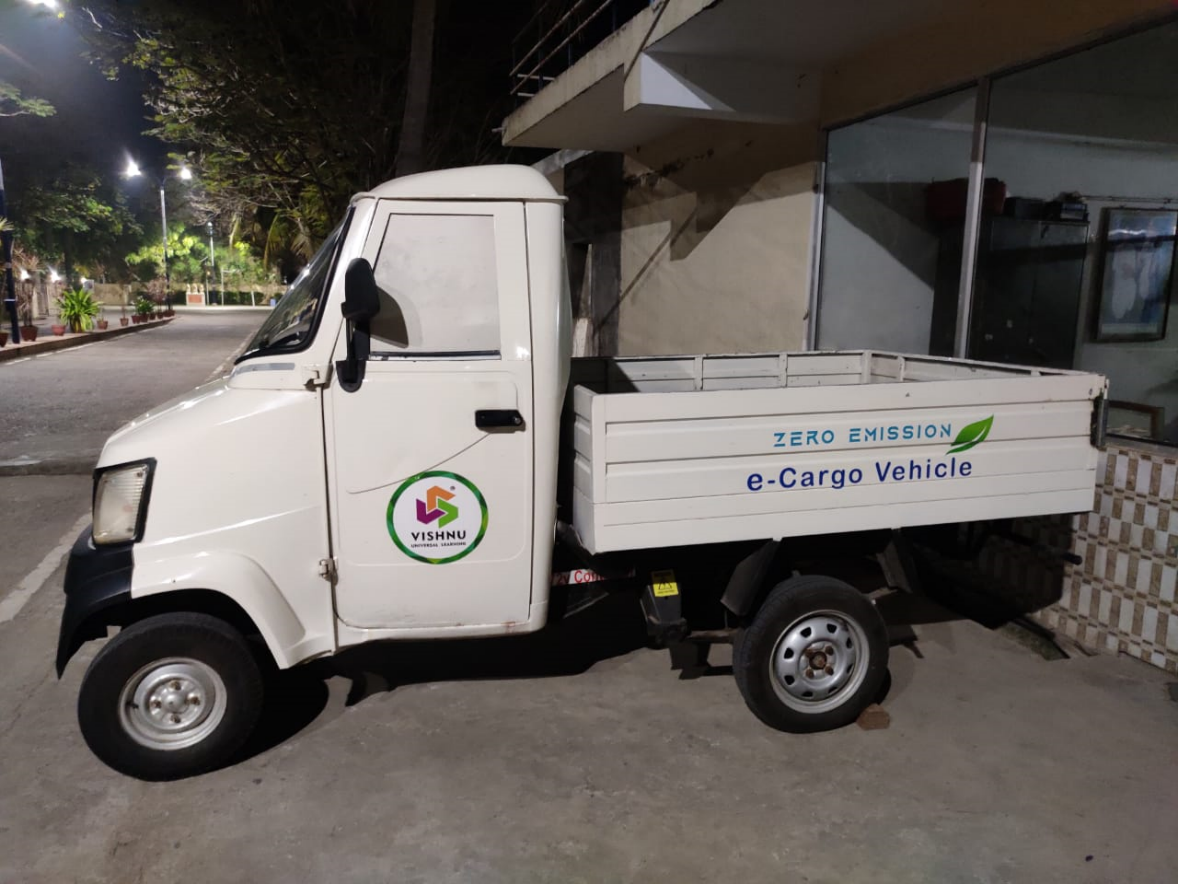 ZERO EMISSION
e-Cargo Vehicle
VISHNU
UNIVERSAL LEARNING